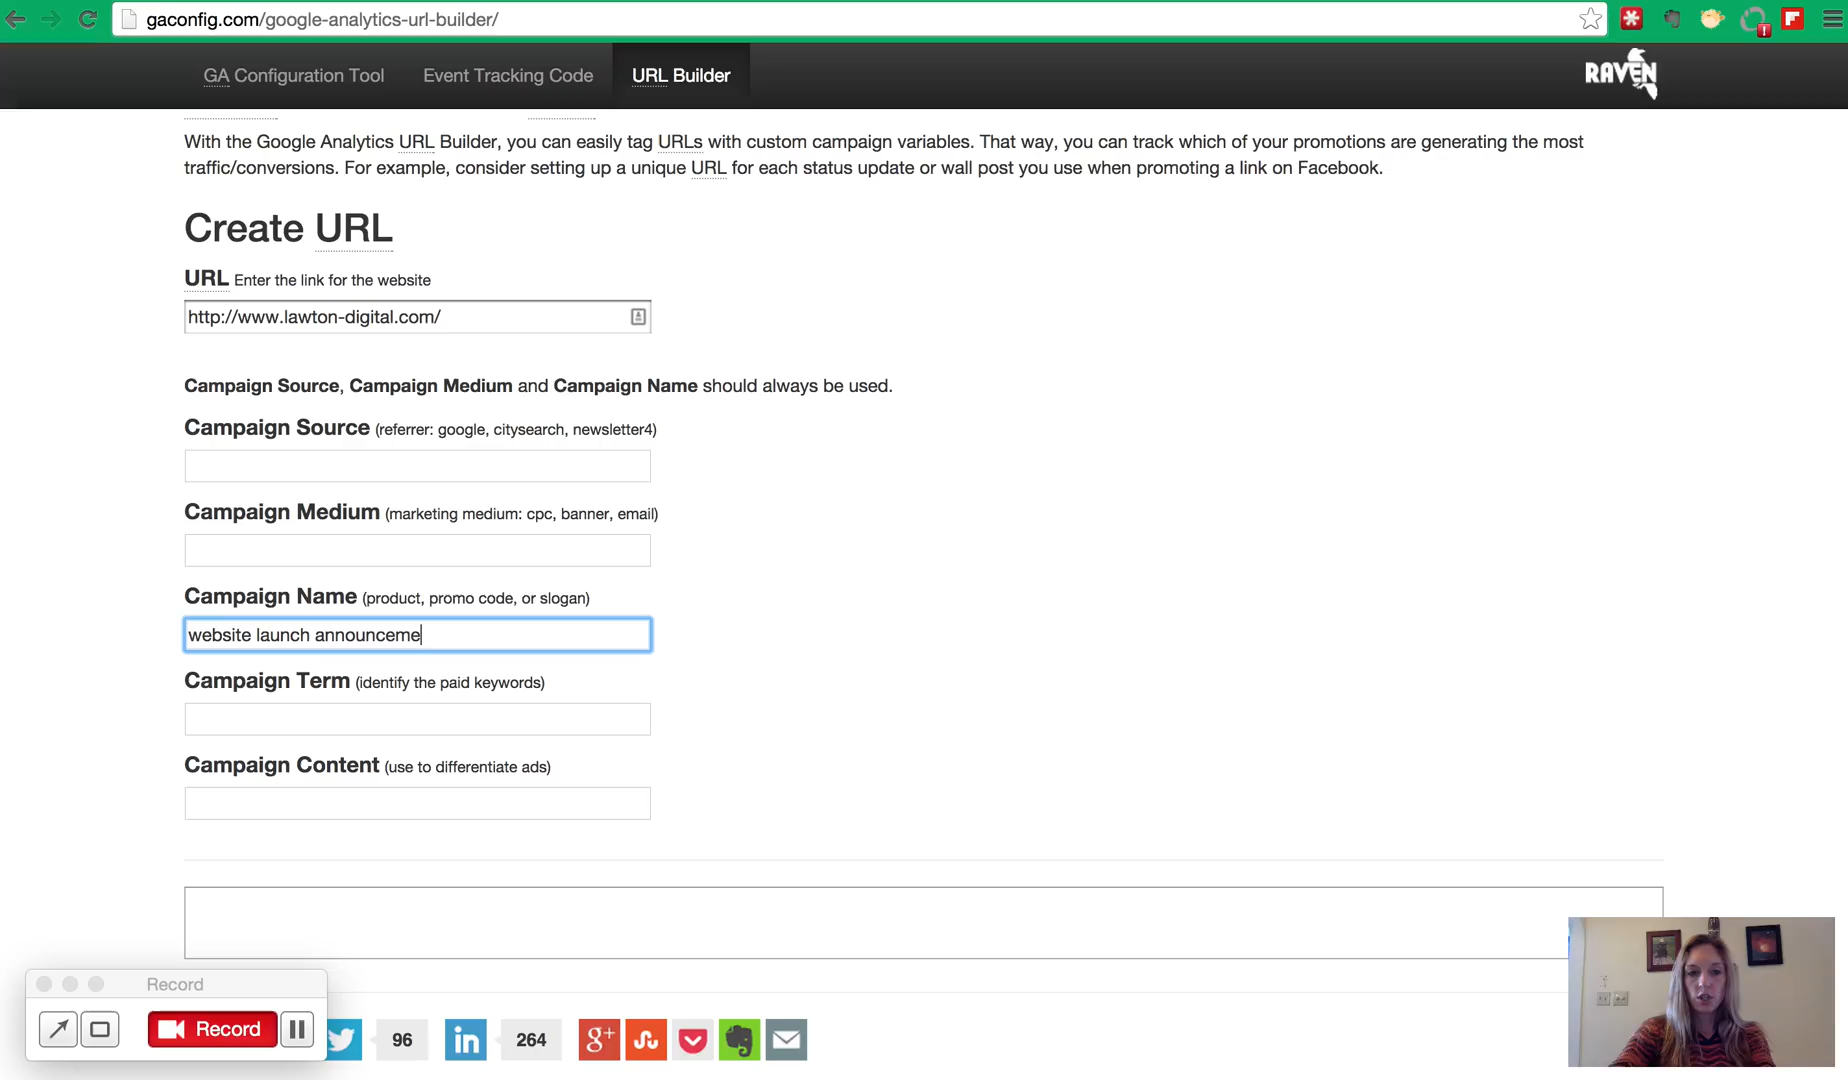 gaconfig.com/google-analytics-url-builder/
GA Configuration Tool Event Tracking Code URL Builder RAVEN
With the Google Analytics URL Builder, you can easily tag URLs with custom campaign variables. That way, you can track which of your promotions are generating the most
traffic/conversions. For example, consider setting up a unique URL for each status update or wall post you use when promoting a link on Facebook.
Create URL
URL Enter the link for the website
http://www.lawton-digital.com/
Campaign Source, Campaign Medium and Campaign Name should always be used.
Campaign Source (referrer: google, citysearch, newsletter4)
Campaign Medium (marketing medium: cpc, banner, email)
Campaign Name (product, promo code, or slogan)
website launch announceme
Campaign Term (identify the paid keywords)
Campaign Content (use to differentiate ads)
Record
Record
96 in 264 g+